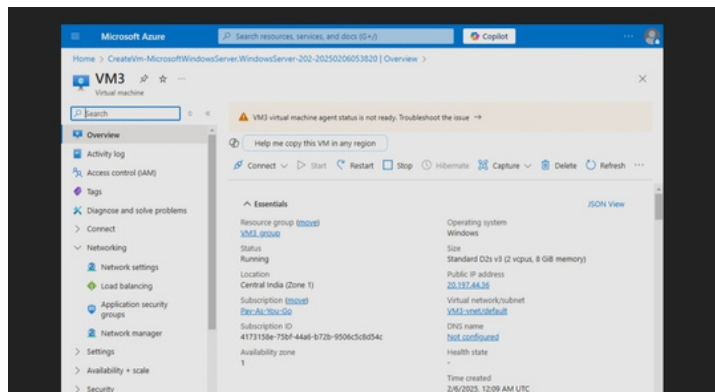 Microsoft Azure
Search resources, services, and docs (G+/)
Copilot
Home > CreateVm-MicrosoftWindowsServer.WindowsServer-202-20250206053820 | Overview >
VM3
Virtual machine
Search
Overview
Activity log
Access control (IAM)
Tags
Diagnose and solve problems
Connect
Networking
Network settings
Load balancing
Application security
groups
Network manager
Settings
Availability + scale
Security
VM3 virtual machine agent status is not ready. Troubleshoot the issue →
Help me copy this VM in any region
Connect Start Restart Stop Hibernate Capture Delete Refresh
Essentials
JSON View
Resource group (move)
VM3_group
Status
Running
Location
Central India (Zone 1)
Subscription (move)
Pay-As-You-Go
Subscription ID
4173158e-75bf-44a6-b72b-9506c5c8d54c
Availability zone
1
Operating system
Windows
Size
Standard D2s v3 (2 vcpus, 8 GiB memory)
Public IP address
20.197.44.36
Virtual network/subnet
VM3-vnet/default
DNS name
Not configured
Health state
-
Time created
2/6/2025, 12:09 AM UTC